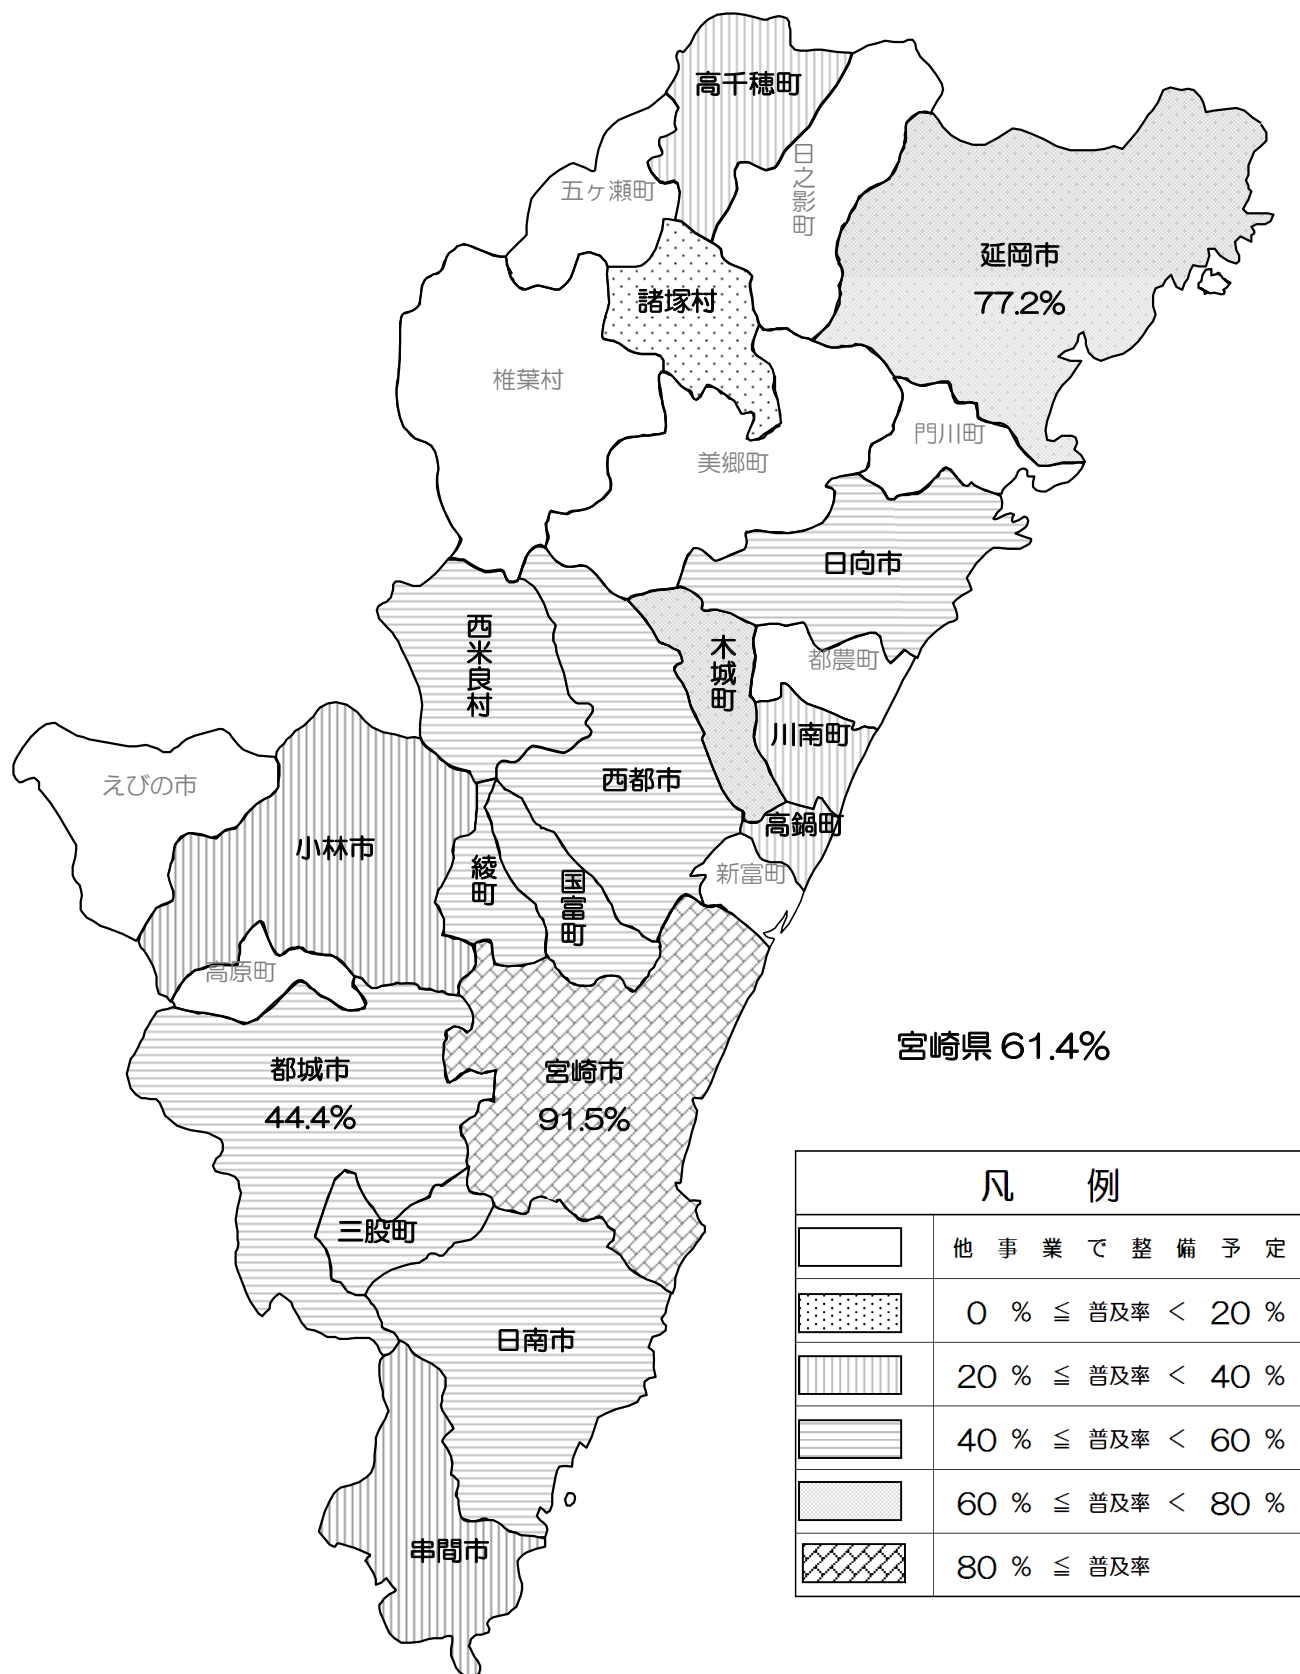 高千穂町
日之影町
五ヶ瀬町
延岡市
77.2%
諸塚村
椎葉村
門川町
美郷町
日向市
西米良村
木城町
都農町
川南町
西都市
えびの市
高鍋町
小林市
綾町
国富町
新富町
高原町
宮崎県 61.4%
都城市
44.4%
宮崎市
91.5%
三股町
日南市
串間市
凡 例
他事業で整備予定
0 % ≦ 普及率 < 20 %
20 % ≦ 普及率 < 40 %
40 % ≦ 普及率 < 60 %
60 % ≦ 普及率 < 80 %
80 % ≦ 普及率